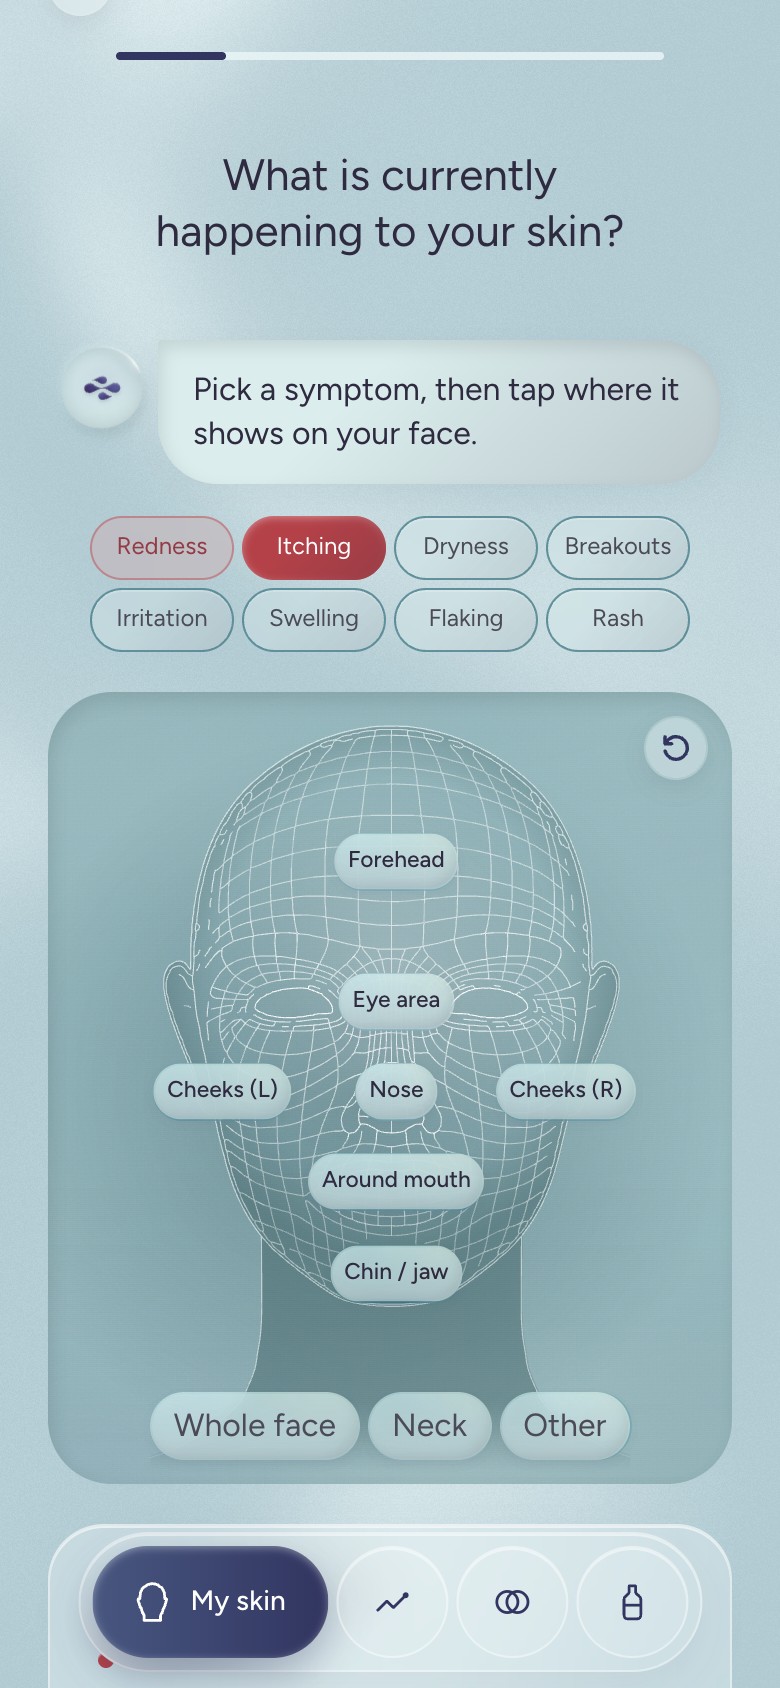 What is currently
happening to your skin?
Pick a symptom, then tap where it
shows on your face.
Redness Itching Dryness Breakouts
Irritation Swelling Flaking Rash
Forehead
Eye area
Cheeks (L) Nose Cheeks (R)
Around mouth
Chin / jaw
Whole face Neck Other
My skin